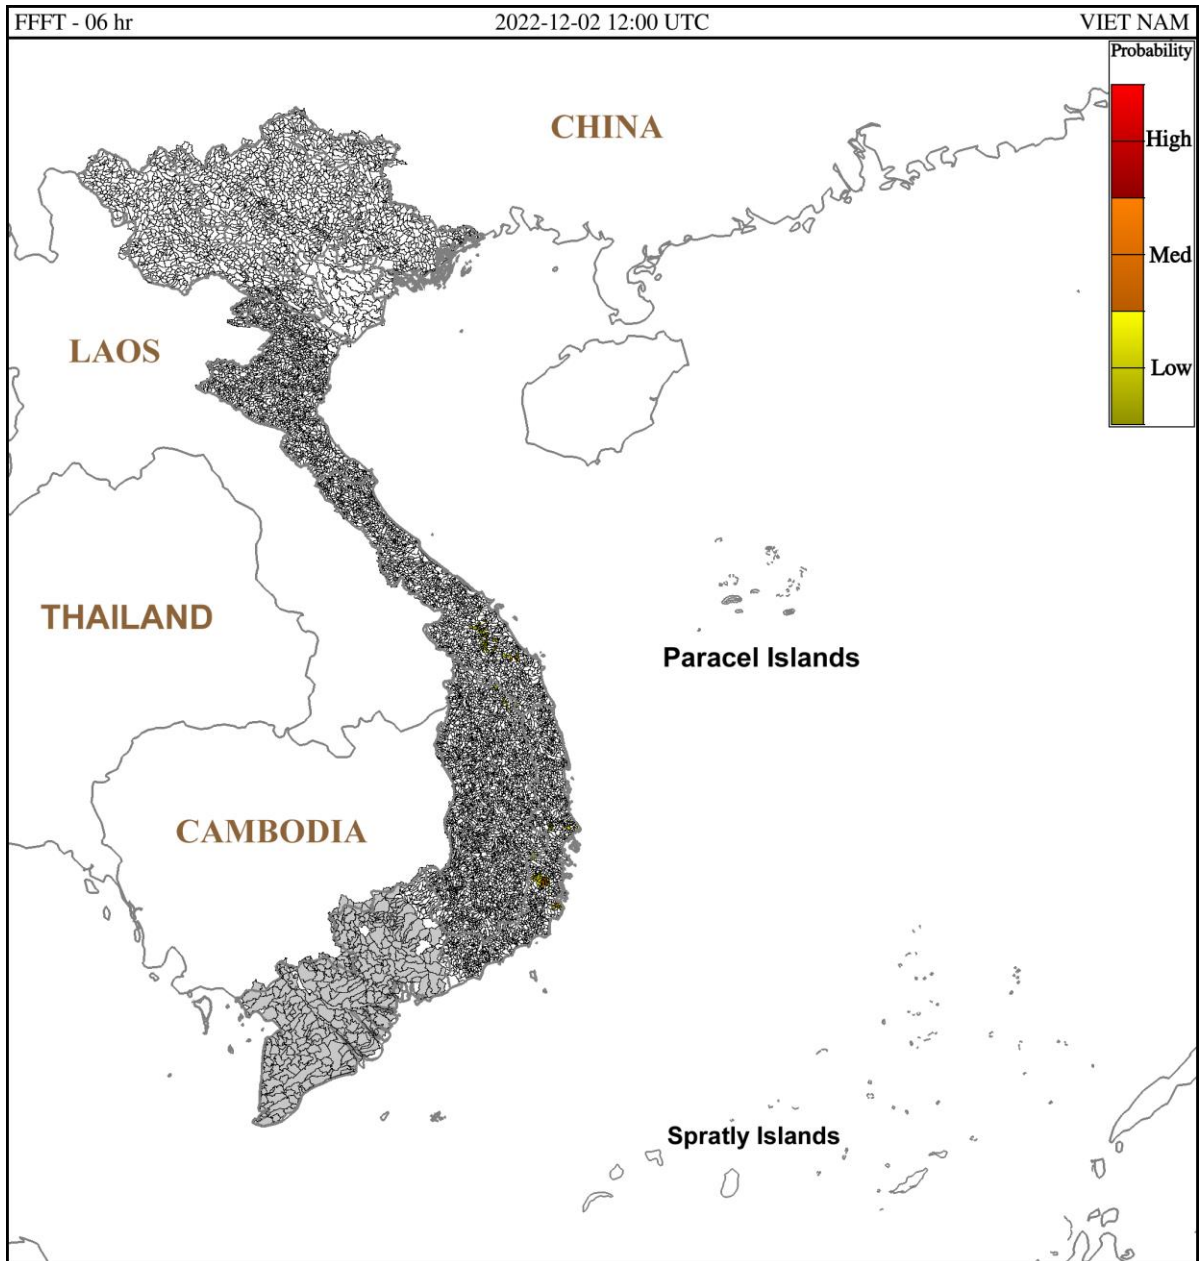 FFFT - 06 hr
2022-12-02 12:00 UTC
VIET NAM
Probability
High
Med
Low
CHINA
LAOS
THAILAND
Paracel Islands
CAMBODIA
Spratly Islands